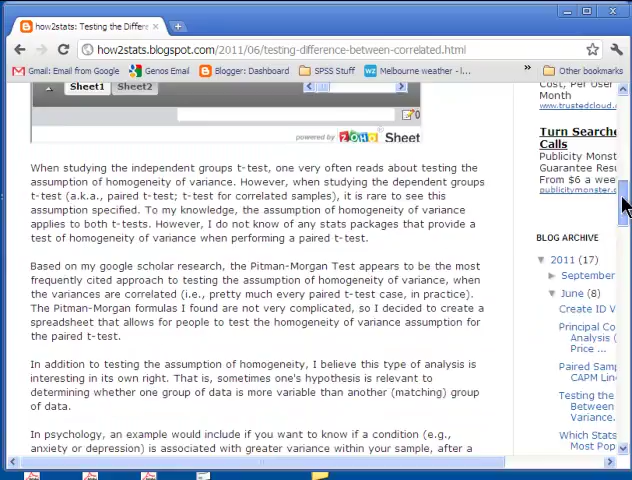 how2stats: Testing the Differe
how2stats.blogspot.com/2011/06/testing-difference-between-correlated.html
Gmail: Email from Google
Genos Email
Blogger: Dashboard
SPSS Stuff
WZ
Melbourne weather - l...
»
Other bookmarks
Sheet1
Sheet2
0
powered by ZOHO Sheet
When studying the independent groups t-test, one very often reads about testing the
assumption of homogeneity of variance. However, when studying the dependent groups
t-test (a.k.a., paired t-test; t-test for correlated samples), it is rare to see this
assumption specified. To my knowledge, the assumption of homogeneity of variance
applies to both t-tests. However, I do not know of any stats packages that provide a
test of homogeneity of variance when performing a paired t-test.
Based on my google scholar research, the Pitman-Morgan Test appears to be the most
frequently cited approach to testing the assumption of homogeneity of variance, when
the variances are correlated (i.e., pretty much every paired t-test case, in practice).
The Pitman-Morgan formulas I found are not very complicated, so I decided to create a
spreadsheet that allows for people to test the homogeneity of variance assumption for
the paired t-test.
In addition to testing the assumption of homogeneity, I believe this type of analysis is
interesting in its own right. That is, sometimes one's hypothesis is relevant to
determining whether one group of data is more variable than another (matching) group
of data.
In psychology, an example would include if you want to know if a condition (e.g.,
anxiety or depression) is associated with greater variance within your sample, after a
Cost, Per User
Month
www.trustedcloud.c
Turn Searche
Calls
Publicity Monst
Guarantee Resu
From $6 a week
publicitymonster.c
BLOG ARCHIVE
▼ 2011 (17)
► September
▼ June (8)
Create ID V
Principal Co
Analysis (
Price ...
Paired Samp
CAPM Lin
Testing the
Between
Variance.
Which Stats
Most Pop